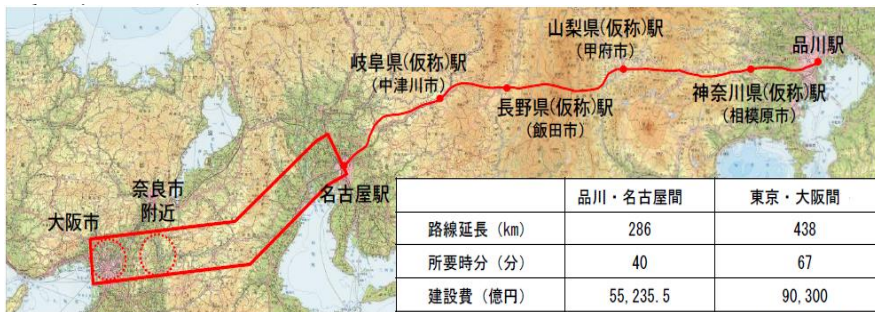 山梨県(仮称)駅
(甲府市)
品川駅
岐阜県(仮称)駅
(中津川市)
長野県(仮称)駅
(飯田市)
神奈川県(仮称)駅
(相模原市)
名古屋駅
奈良市
附近
大阪市
品川・名古屋間 東京・大阪間
路線延長 (km) 286 438
所要時分 (分) 40 67
建設費 (億円) 55,235.5 90,300